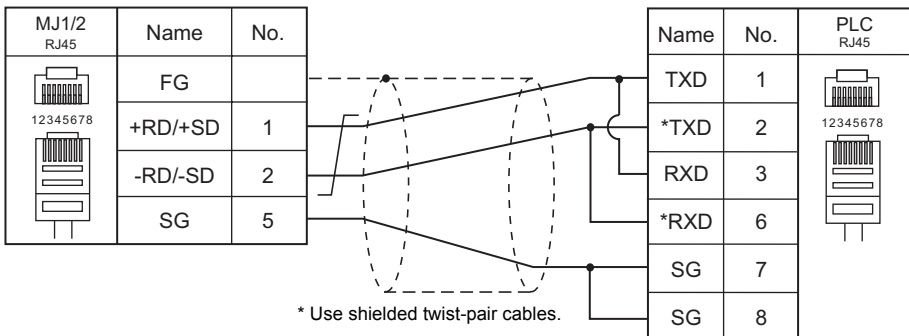 MJ1/2
RJ45
Name No.
FG
+RD/+SD 1
-RD/-SD 2
SG 5
12345678
Name No.
PLC
RJ45
TXD 1
*TXD 2
RXD 3
*RXD 6
SG 7
SG 8
12345678
* Use shielded twist-pair cables.